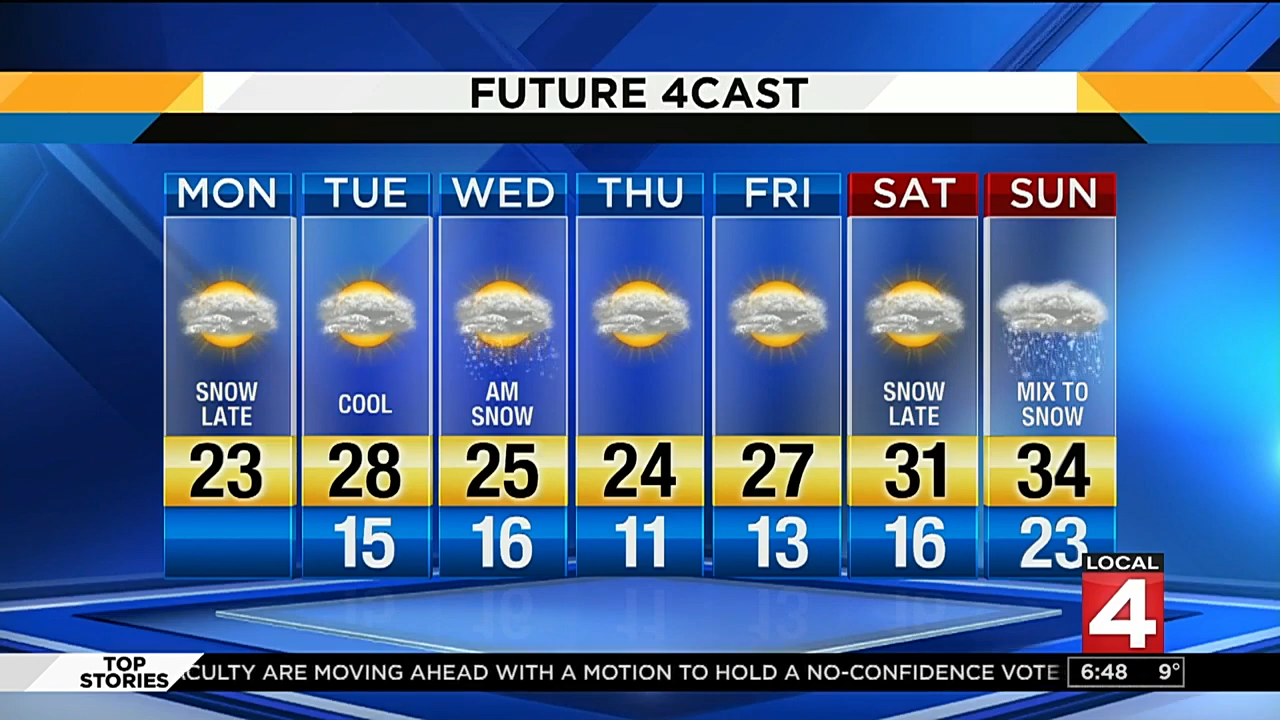 FUTURE 4CAST
MON TUE WED THU FRI SAT SUN
SNOW LATE
COOL
AM SNOW
SNOW LATE
MIX TO SNOW
23 28 25 24 27 31 34
15 16 11 13 16 23
LOCAL
4
TOP STORIES
CULTY ARE MOVING AHEAD WITH A MOTION TO HOLD A NO-CONFIDENCE VOTE
6:48 9°